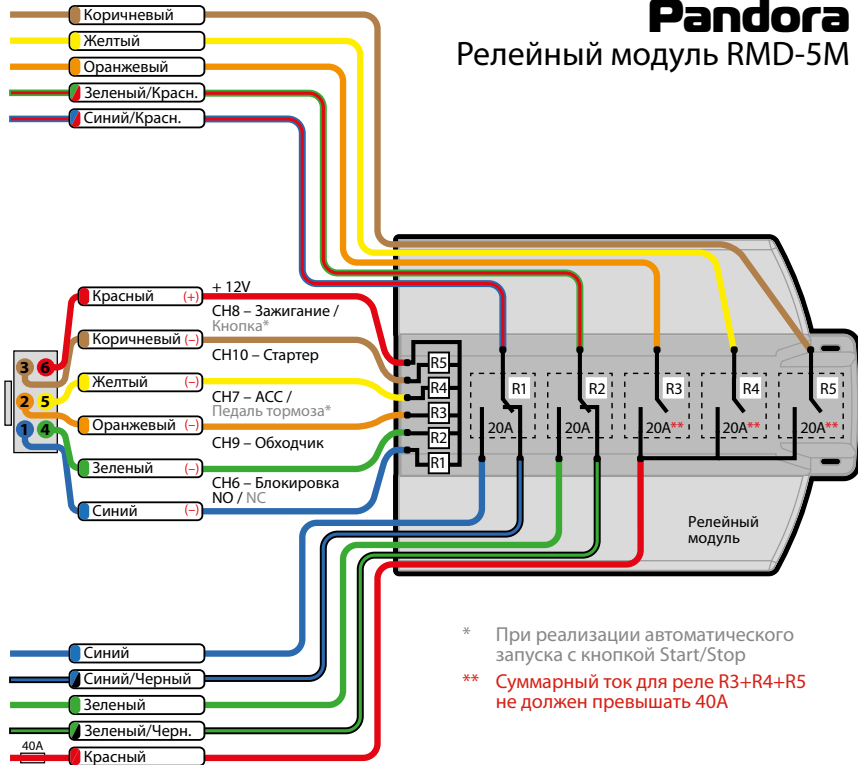 Pandora
Релейный модуль RMD-5M
Коричневый
Желтый
Оранжевый
Зеленый/Красн.
Синий/Красн.
Красный (+)
+ 12V
CH8 – Зажигание /
Кнопка*
Коричневый (–)
CH10 – Стартер
Желтый (–)
CH7 – ACC /
Педаль тормоза*
Оранжевый (–)
CH9 – Обходчик
Зеленый (–)
CH6 – Блокировка
NO / NC
Синий (–)
3 6
2 5
1 4
R5
R4
R3
R2
R1
R1
R2
R3
R4
R5
20A
20A
20A**
20A**
20A**
Релейный
модуль
Синий
Синий/Черный
Зеленый
Зеленый/Черн.
40A
Красный
* При реализации автоматического
запуска с кнопкой Start/Stop
** Суммарный ток для реле R3+R4+R5
не должен превышать 40A